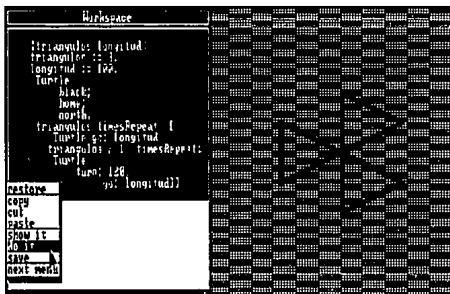 Workspace
|triangulos longitud|
triangulos := 3.
longitud := 100.
Turtle
black;
home;
north.
triangulos timesRepeat: [
Turtle go: longitud
triangulos - 1 timesRepeat:
Turtle
turn: 120;
go: longitud]]
restore
copy
cut
paste
show it
do it
save
next menu